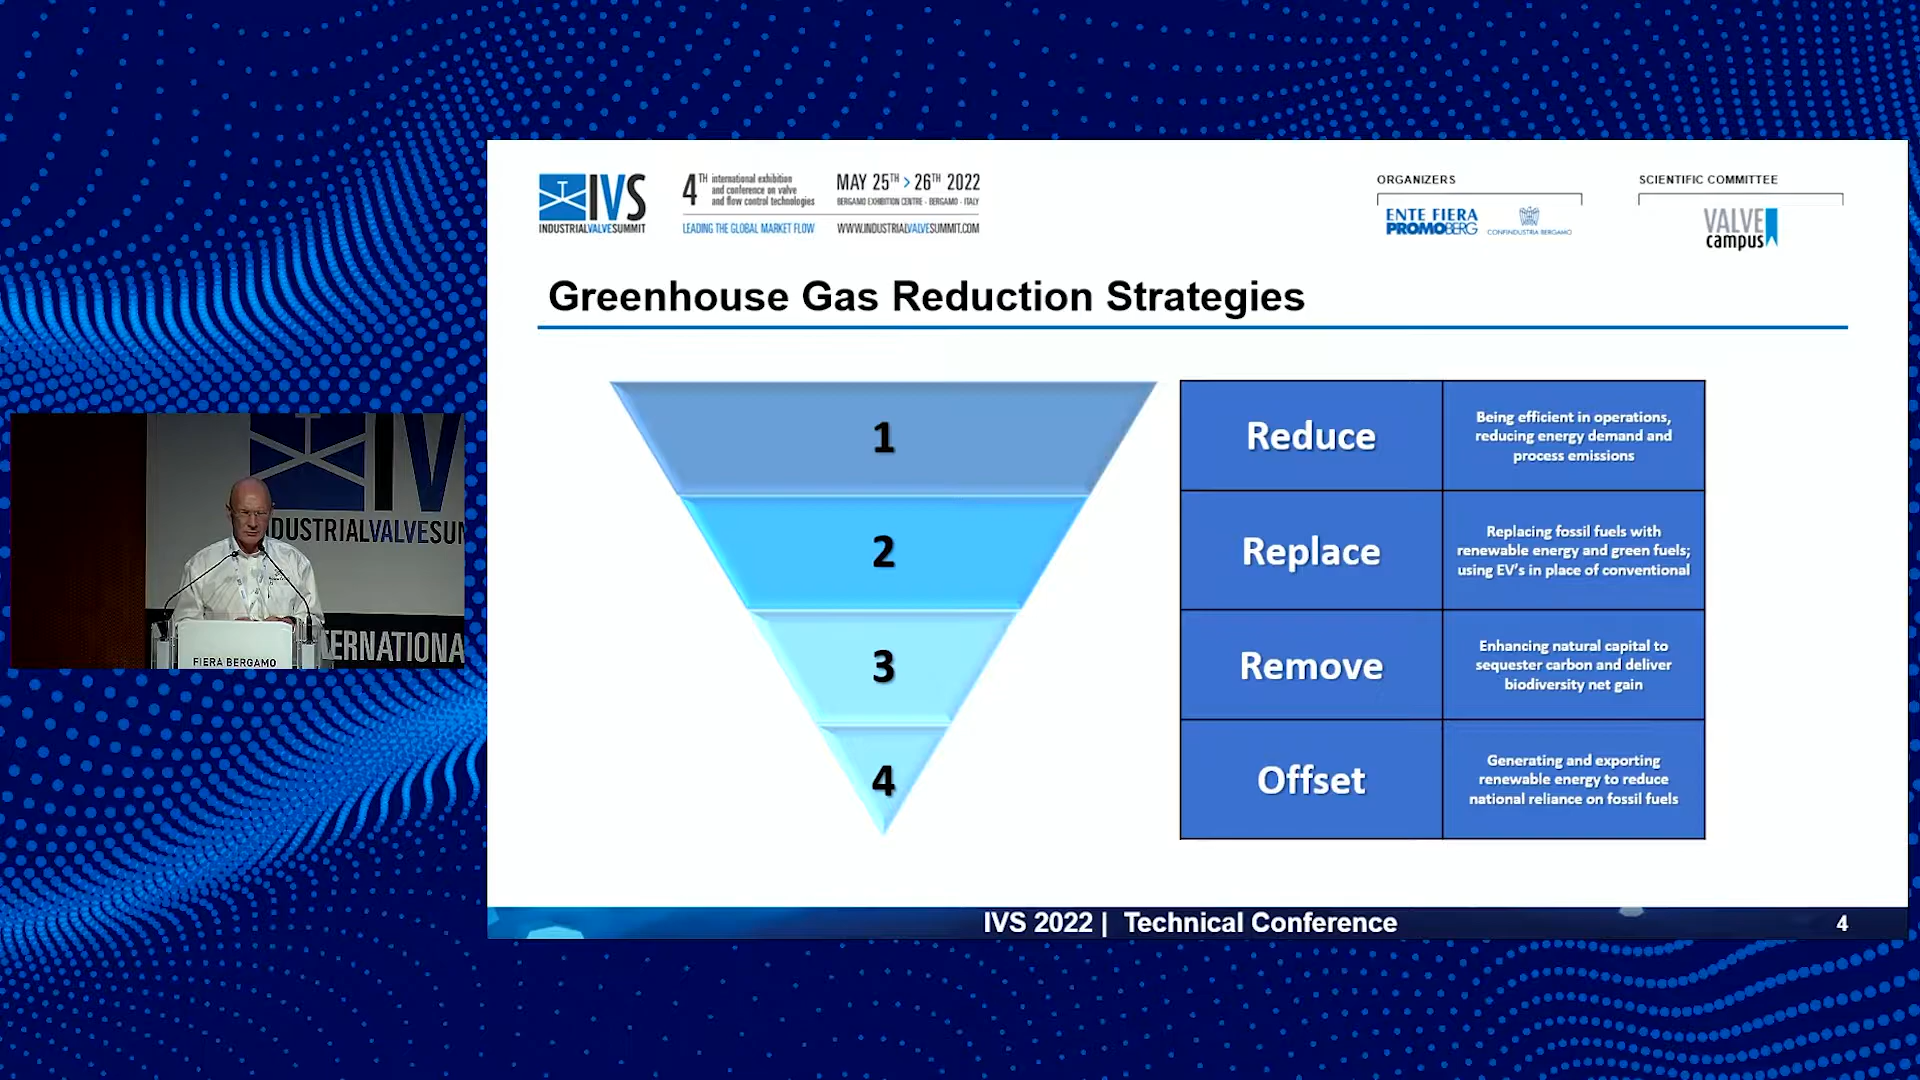 IVS
INDUSTRIALVALVESUMMIT
4TH international exhibition
and conference on valve
and flow control technologies
LEADING THE GLOBAL MARKET FLOW
MAY 25TH > 26TH 2022
BERGAMO EXHIBITION CENTRE - BERGAMO - ITALY
WWW.INDUSTRIALVALVESUMMIT.COM
ORGANIZERS
ENTE FIERA
PROMOBERG
CONFINDUSTRIA BERGAMO
SCIENTIFIC COMMITTEE
VALVE
campus
Greenhouse Gas Reduction Strategies
1
Reduce
Being efficient in operations,
reducing energy demand and
process emissions
2
Replace
Replacing fossil fuels with
renewable energy and green fuels;
using EV's in place of conventional
3
Remove
Enhancing natural capital to
sequester carbon and deliver
biodiversity net gain
4
Offset
Generating and exporting
renewable energy to reduce
national reliance on fossil fuels
IV
DUSTRIALVALVESUM
TERNATIONA
FIERA BERGAMO
IVS 2022 | Technical Conference
4